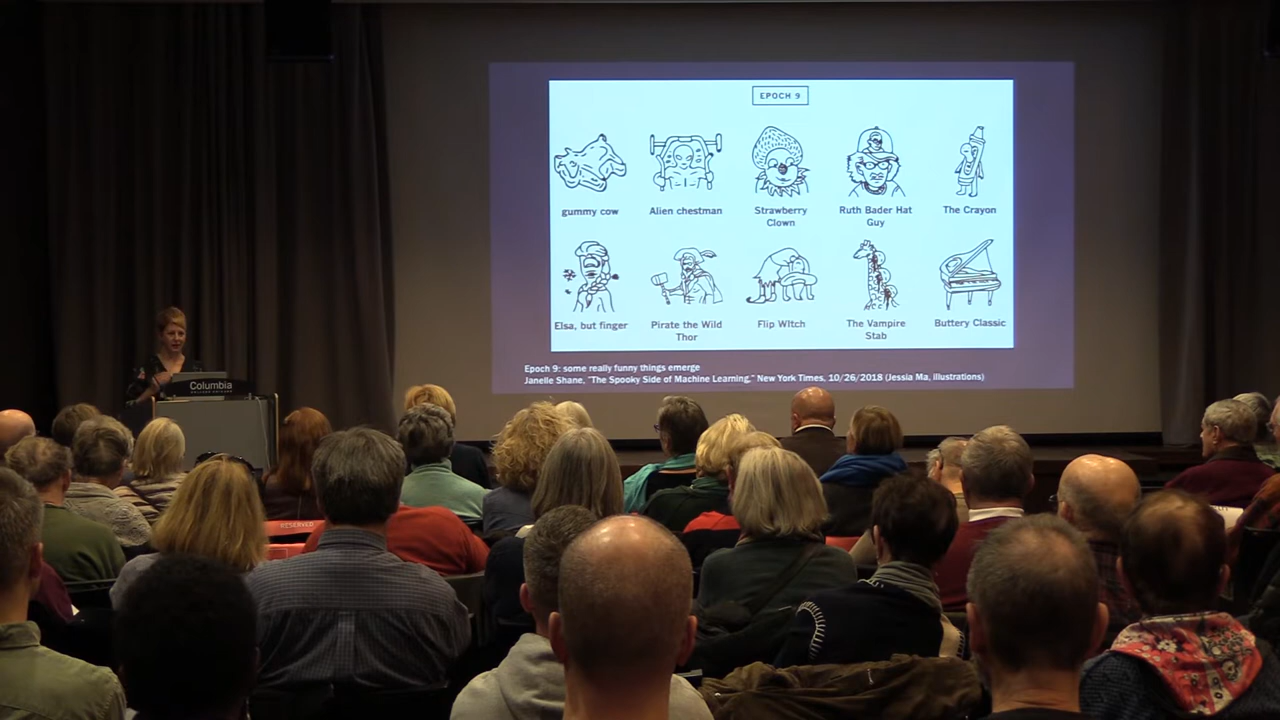 EPOCH 9
gummy cow
Alien chestman
Strawberry
Clown
Ruth Bader Hat
Guy
The Crayon
Elsa, but finger
Pirate the Wild
Thor
Flip WItch
The Vampire
Stab
Buttery Classic
Epoch 9: some really funny things emerge
Janelle Shane, "The Spooky Side of Machine Learning," New York Times, 10/26/2018 (Jessia Ma, illustrations)
Columbia
RESERVED